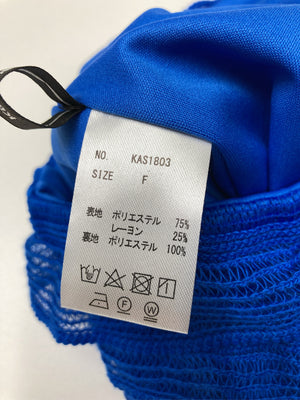 NO. KAS1803
SIZE F
表地 ポリエステル 75%
レーヨン 25%
裏地 ポリエステル 100%
F W